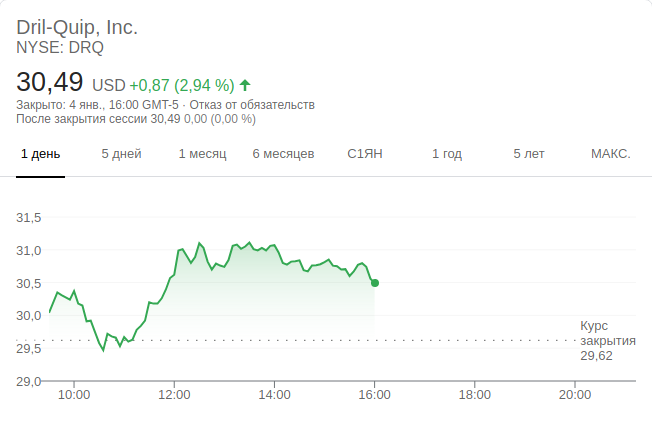 Dril-Quip, Inc.
NYSE: DRQ
30,49 USD +0,87 (2,94 %)
Закрыто: 4 янв., 16:00 GMT-5 · Отказ от обязательств
После закрытия сессии 30,49 0,00 (0,00 %)
1 день 5 дней 1 месяц 6 месяцев С1ЯН 1 год 5 лет МАКС.
31,5
31,0
30,5
30,0
29,5
29,0
Курс
закрытия
29,62
10:00 12:00 14:00 16:00 18:00 20:00